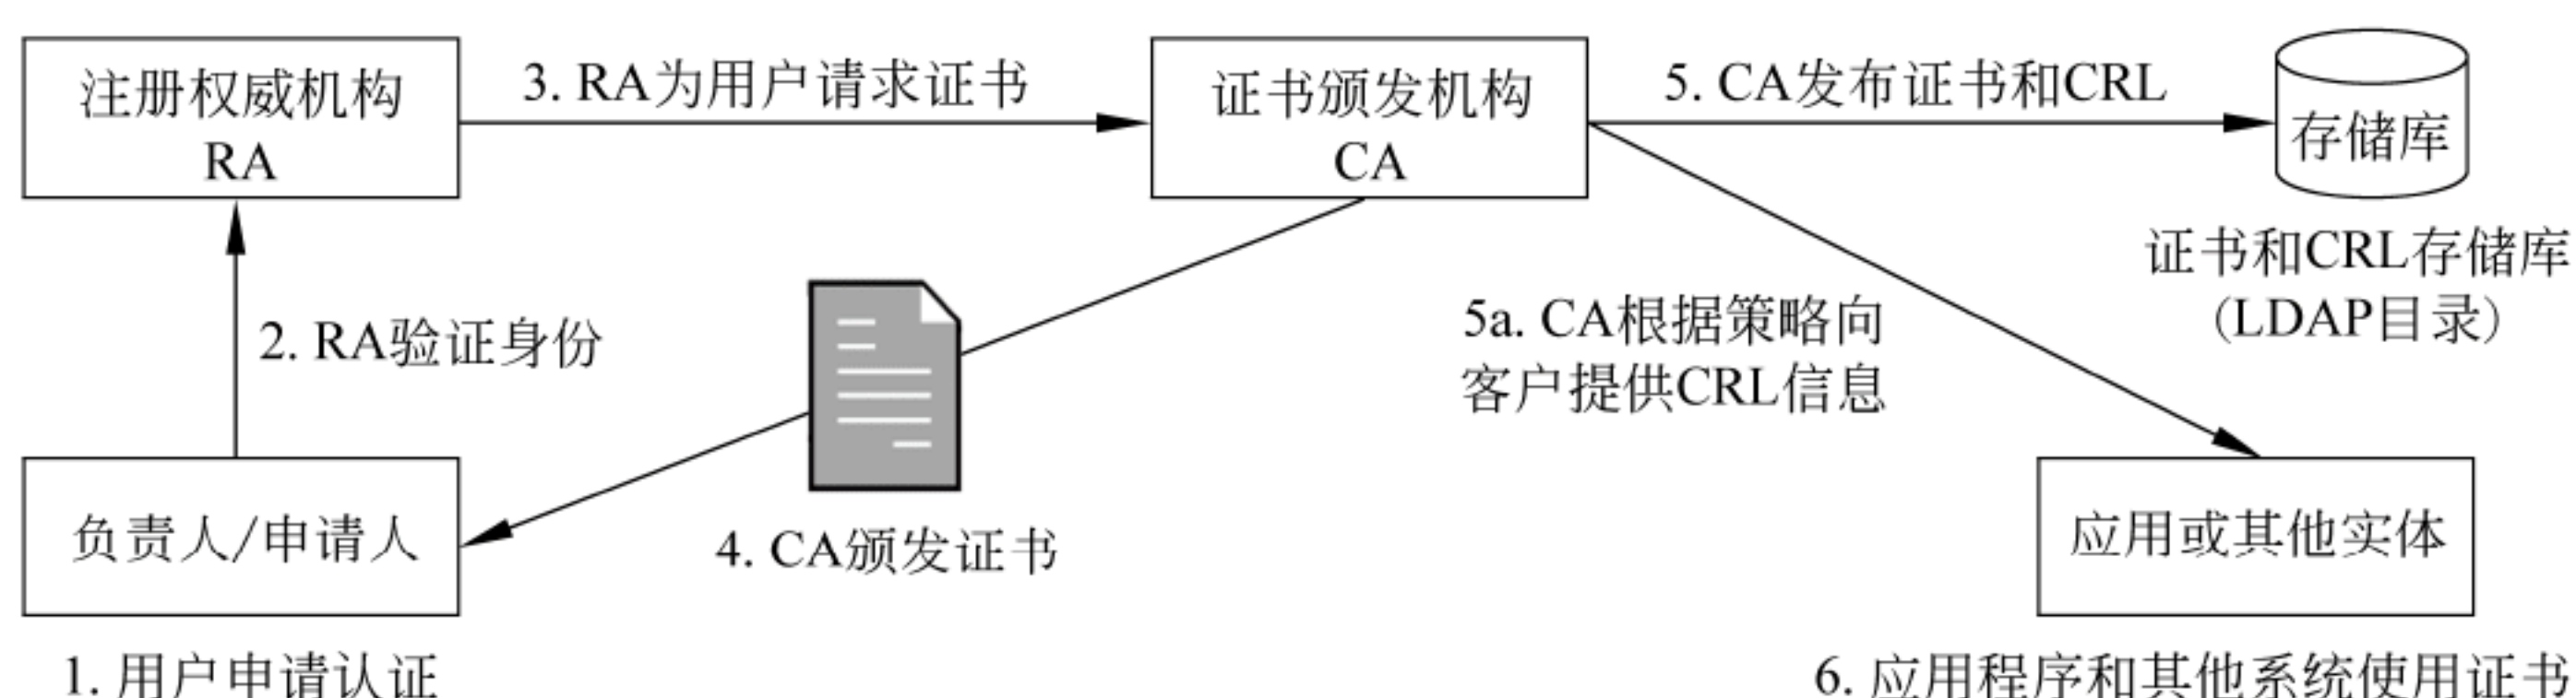 注册权威机构
RA
3. RA为用户请求证书
证书颁发机构
CA
5. CA发布证书和CRL
存储库
证书和CRL存储库
(LDAP目录)
2. RA验证身份
5a. CA根据策略向
客户提供CRL信息
负责人/申请人
4. CA颁发证书
应用或其他实体
1. 用户申请认证
6. 应用程序和其他系统使用证书